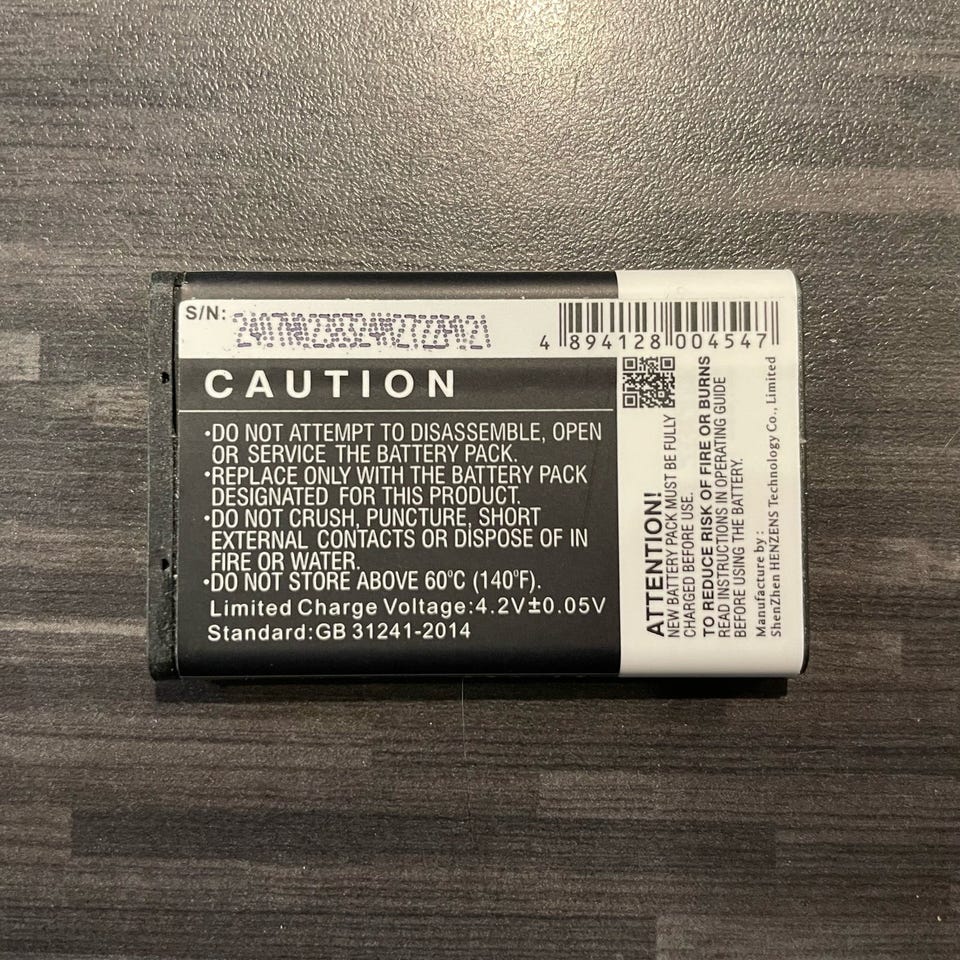 S/N:
4 894128 004547
CAUTION
•DO NOT ATTEMPT TO DISASSEMBLE, OPEN
OR SERVICE THE BATTERY PACK.
•REPLACE ONLY WITH THE BATTERY PACK
DESIGNATED FOR THIS PRODUCT.
•DO NOT CRUSH, PUNCTURE, SHORT
EXTERNAL CONTACTS OR DISPOSE OF IN
FIRE OR WATER.
•DO NOT STORE ABOVE 60°C (140°F).
Limited Charge Voltage:4.2V±0.05V
Standard:GB 31241-2014
ATTENTION!
NEW BATTERY PACK MUST BE FULLY
CHARGED BEFORE USE.
TO REDUCE RISK OF FIRE OR BURNS
READ INSTRUCTIONS IN OPERATING GUIDE
BEFORE USING THE BATTERY.
Manufacture by:
ShenZhen HENZENS Technology Co., Limited